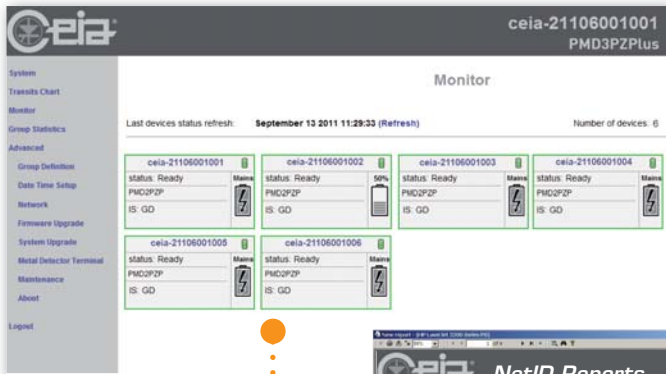 Ceia
ceia-21106001001
PMD3PZPlus
System
Transits Chart
Monitor
Group Statistics
Advanced
Group Definition
Date Time Setup
Network
Firmware Upgrade
System Upgrade
Metal Detector Terminal
Maintenance
About
Logout
Monitor
Last devices status refresh: September 13 2011 11:29:33 (Refresh)
Number of devices: 6
ceia-21106001001
status: Ready
Mains
PMD2PZP
IS: GD
ceia-21106001002
status: Ready
50%
PMD2PZP
IS: GD
ceia-21106001003
status: Ready
Mains
PMD2PZP
IS: GD
ceia-21106001004
status: Ready
Mains
PMD2PZP
IS: GD
ceia-21106001005
status: Ready
Mains
PMD2PZP
IS: GD
ceia-21106001006
status: Ready
Mains
PMD2PZP
IS: GD
Ceia
NetID Reports